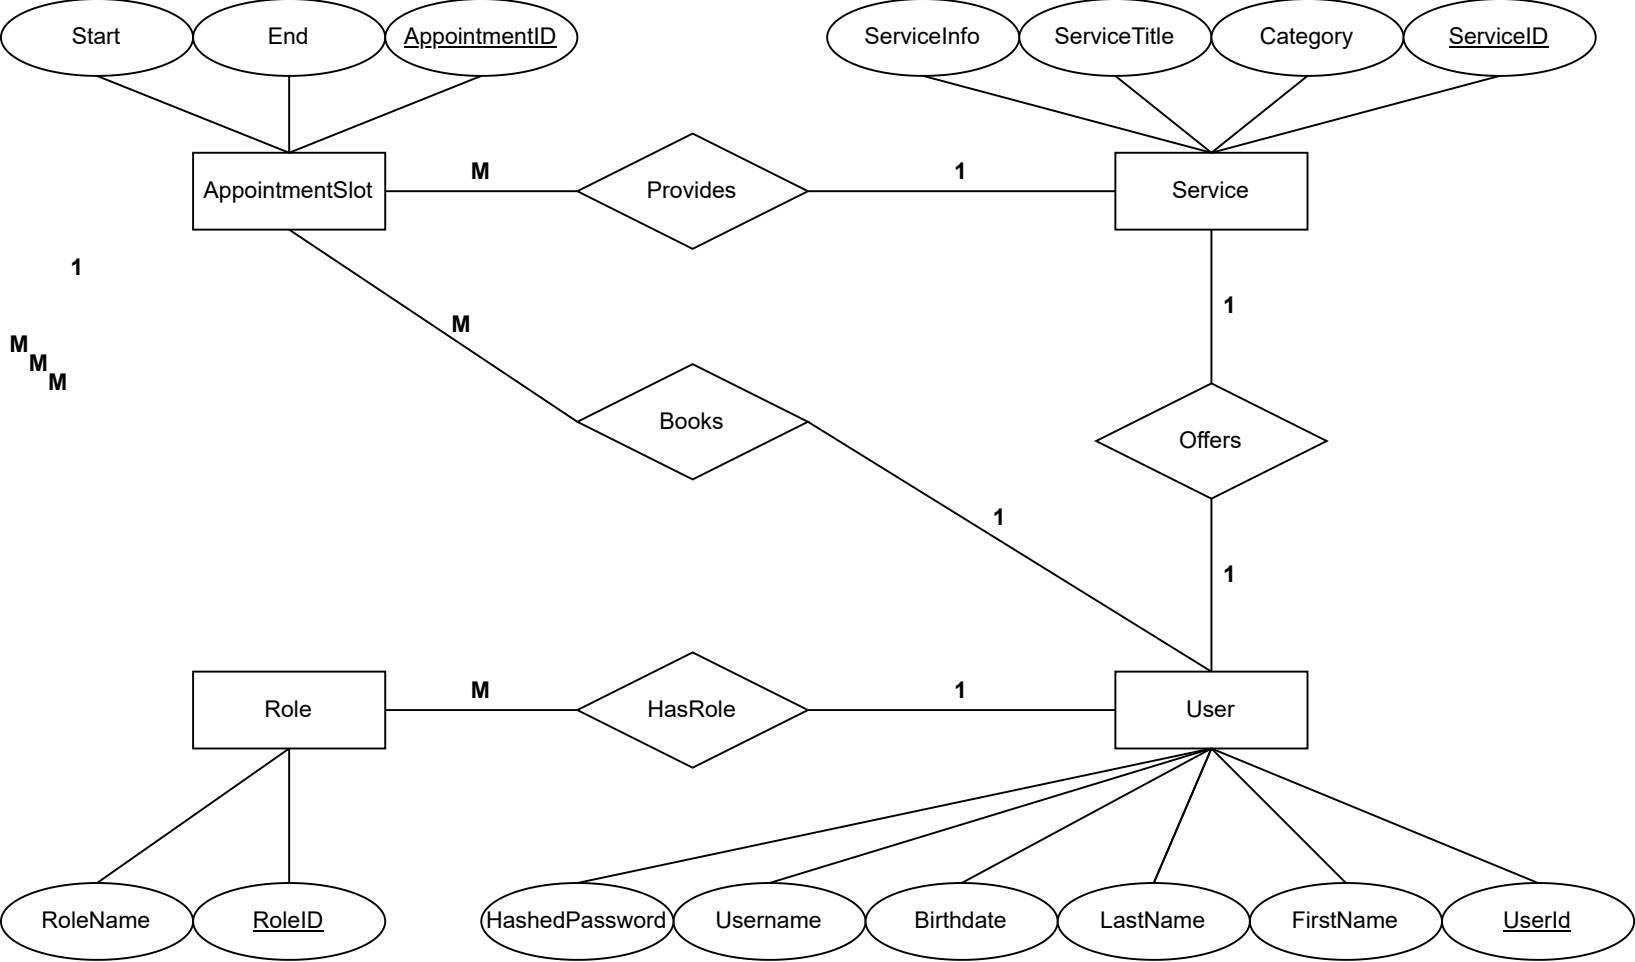 Start
End
AppointmentID
ServiceInfo
ServiceTitle
Category
ServiceID
AppointmentSlot
M
Provides
1
Service
1
1
M
M
M
M
Books
Offers
1
1
Role
M
HasRole
1
User
RoleName
RoleID
HashedPassword
Username
Birthdate
LastName
FirstName
UserId